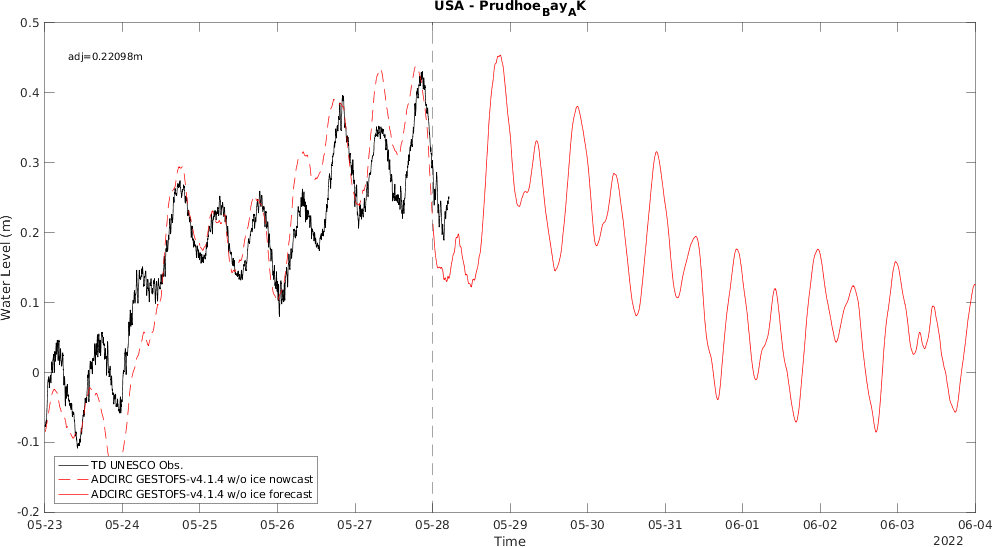 USA - Prudhoe_Bay_AK
adj=0.22098m
0.5
0.4
0.3
0.2
0.1
0
-0.1
-0.2
Water Level (m)
TD UNESCO Obs.
ADCIRC GESTOFS-v4.1.4 w/o ice nowcast
ADCIRC GESTOFS-v4.1.4 w/o ice forecast
05-23 05-24 05-25 05-26 05-27 05-28 05-29 05-30 05-31 06-01 06-02 06-03 06-04
Time
2022